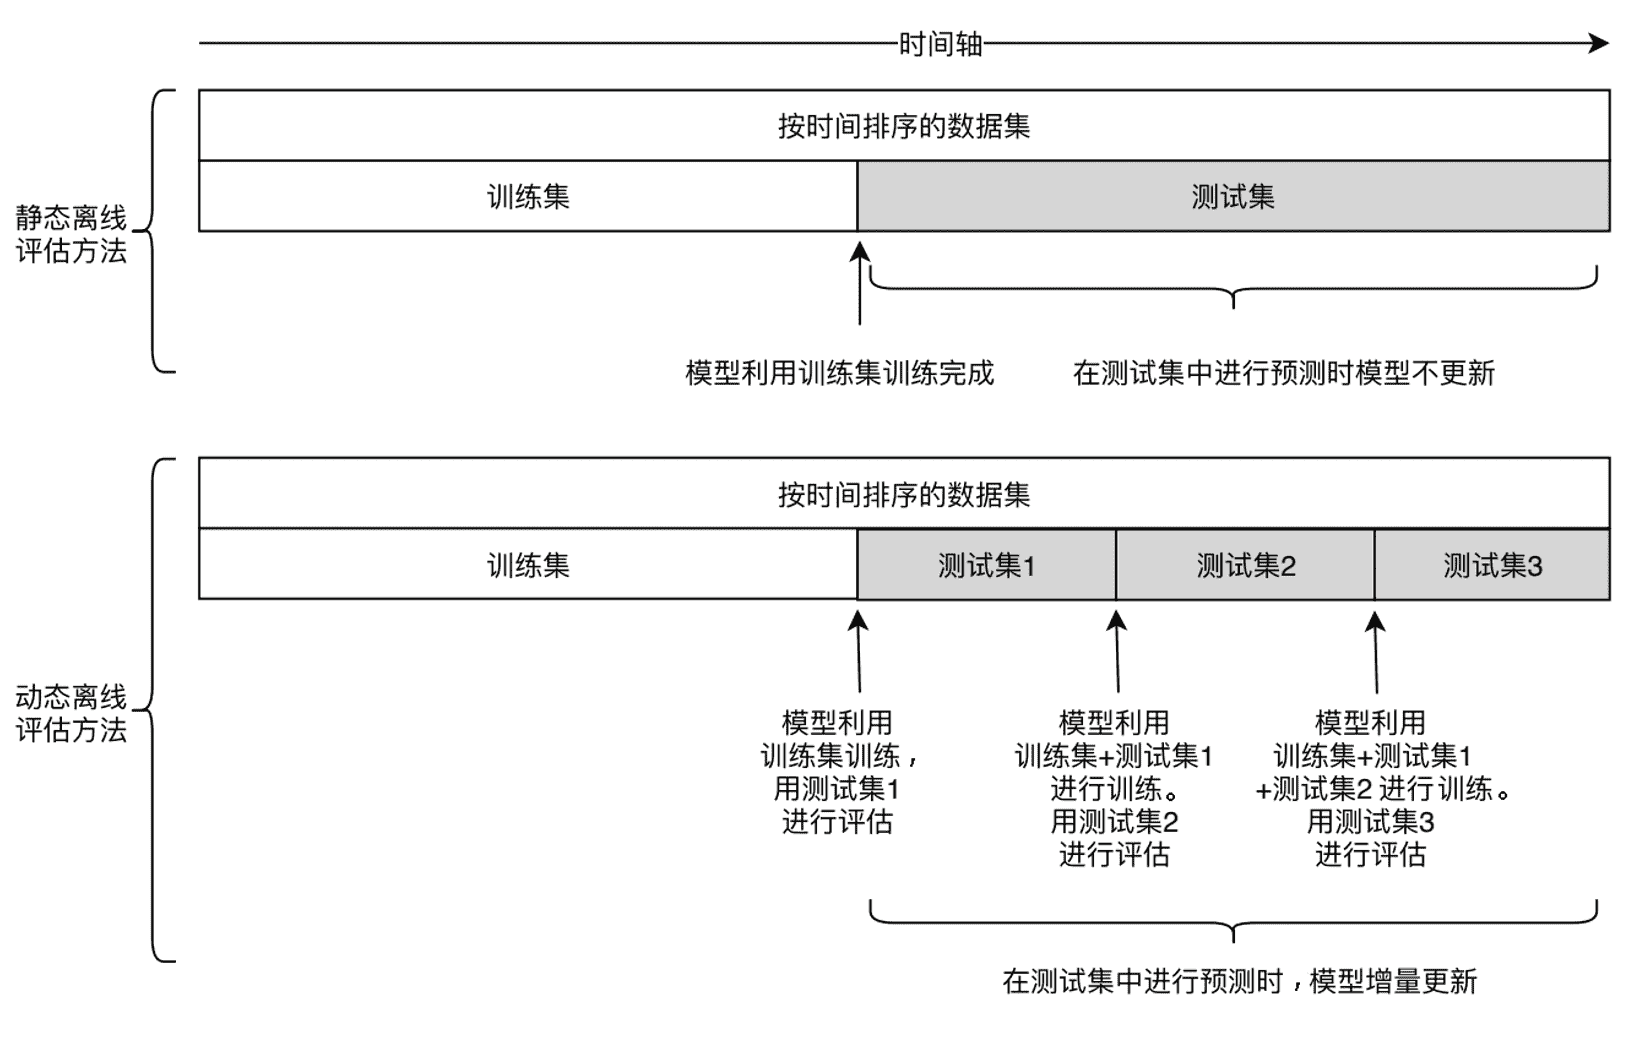 时间轴
按时间排序的数据集
训练集
测试集
静态离线
评估方法
模型利用训练集训练完成
在测试集中进行预测时模型不更新
按时间排序的数据集
训练集
测试集1
测试集2
测试集3
动态离线
评估方法
模型利用
训练集训练，
用测试集1
进行评估
模型利用
训练集+测试集1
进行训练。
用测试集2
进行评估
模型利用
训练集+测试集1
+测试集2 进行训练。
用测试集3
进行评估
在测试集中进行预测时，模型增量更新